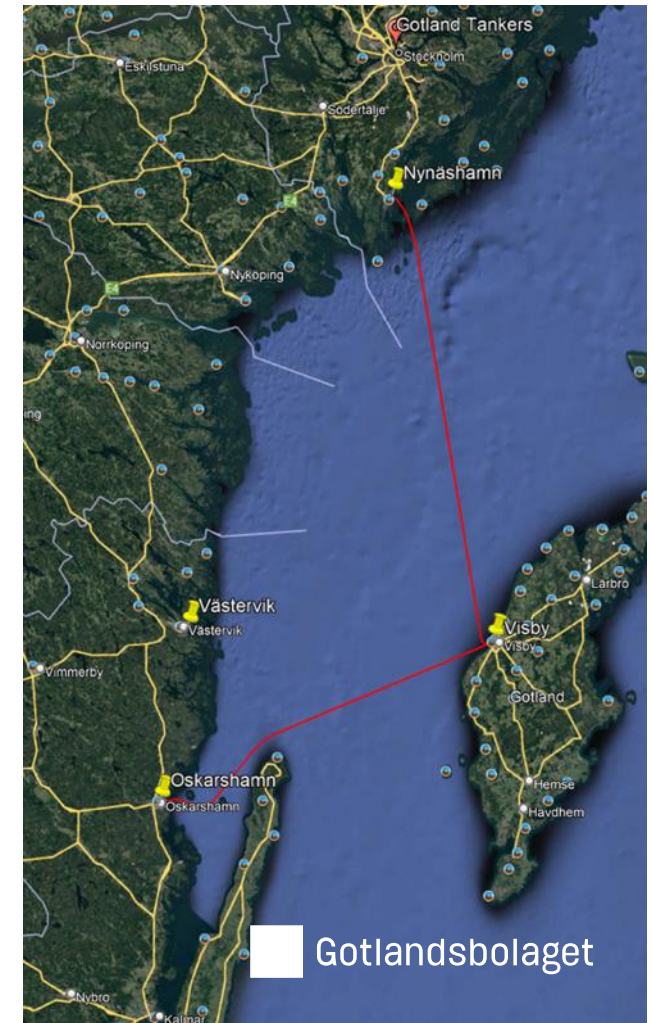 Gotland Tankers
Stockholm
Eskilstuna
Södertälje
Nynäshamn
E4
Nyköping
E4
Norrköping
ing
Lärbro
Västervik
Västervik
Visby
Visby
Vimmerby
Gotland
Oskarshamn
Oskarshamn
Hemse
Havdhem
Gotlandsbolaget
Nybro
Kalmar